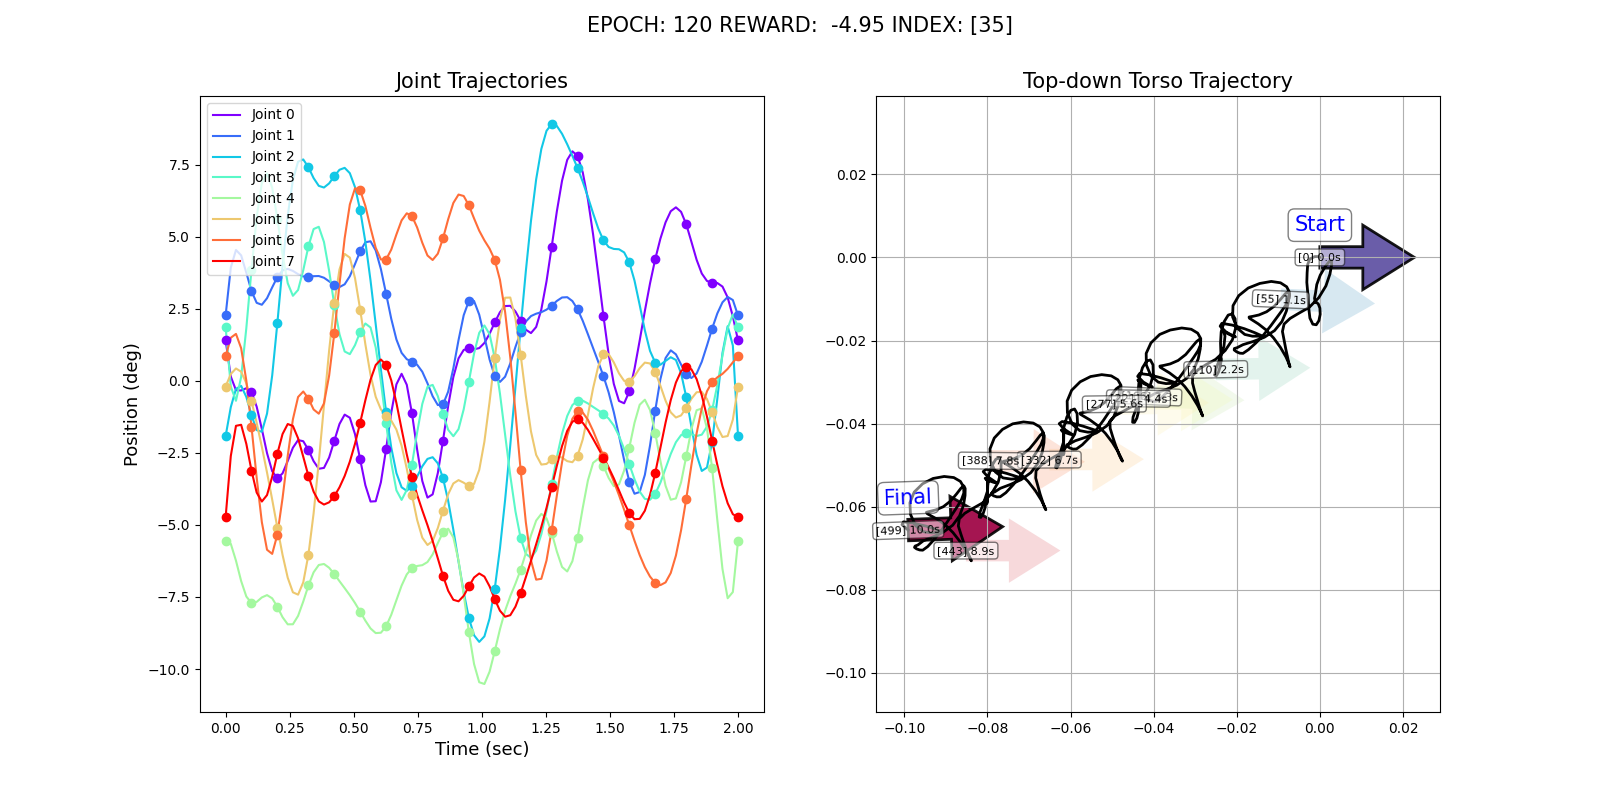 EPOCH: 120 REWARD:  -4.95 INDEX: [35]
Joint Trajectories
Joint 0
Joint 1
Joint 2
Joint 3
Joint 4
Joint 5
Joint 6
Joint 7
7.5
5.0
2.5
0.0
−2.5
−5.0
−7.5
−10.0
Position (deg)
0.00 0.25 0.50 0.75 1.00 1.25 1.50 1.75 2.00
Time (sec)
Top-down Torso Trajectory
0.02
0.00
−0.02
−0.04
−0.06
−0.08
−0.10
Start
[0] 0.0s
[55] 1.1s
[110] 2.2s
4.4s
[277] 5.6s
[388] 7.8s
[332] 6.7s
Final
[499] 10.0s
[443] 8.9s
−0.10 −0.08 −0.06 −0.04 −0.02 0.00 0.02